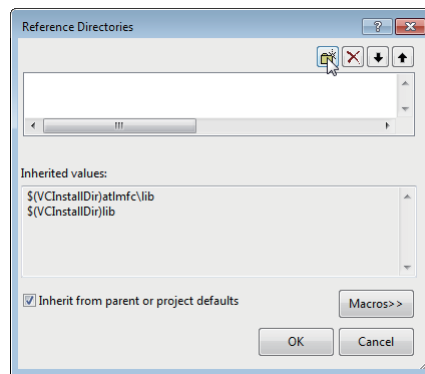 Reference Directories
Inherited values:
$(VCInstallDir)atlmfc\lib
$(VCInstallDir)lib
Inherit from parent or project defaults
Macros>>
OK
Cancel